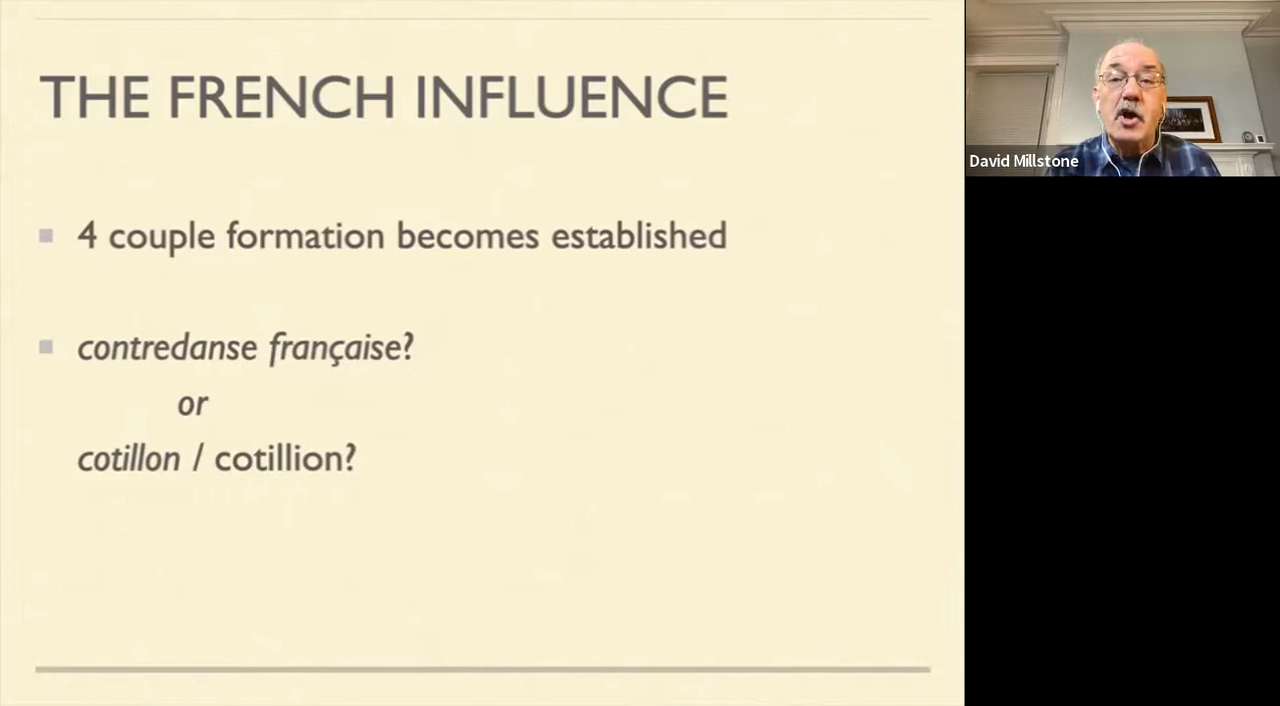 THE FRENCH INFLUENCE
4 couple formation becomes established
contredanse française?
or
cotillon / cotillion?
David Millstone